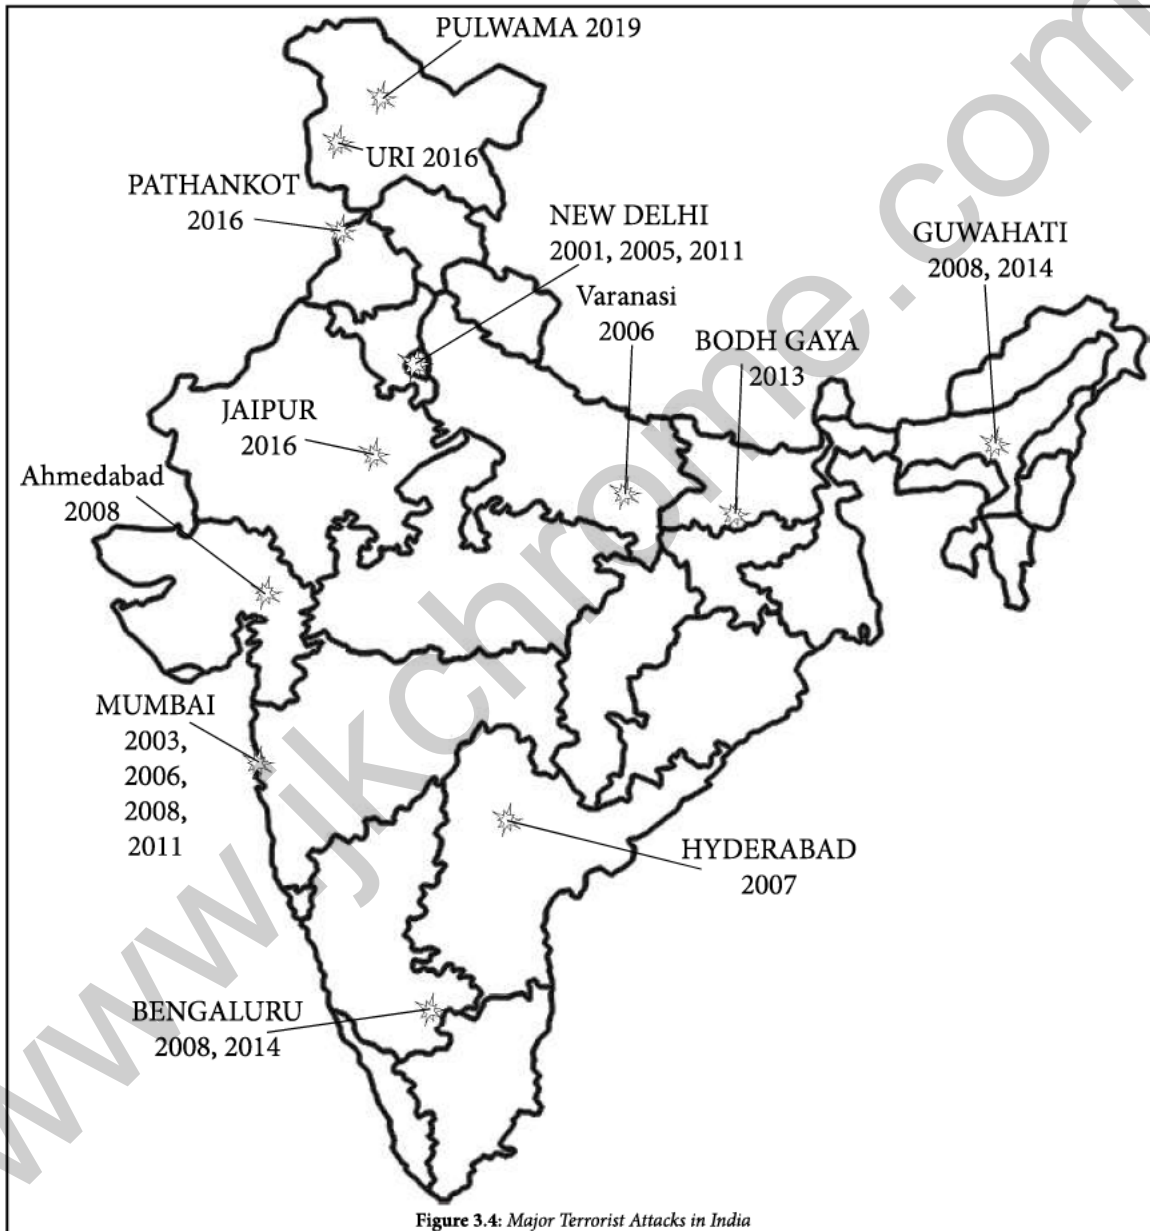 PULWAMA 2019
URI 2016
PATHANKOT
2016
NEW DELHI
2001, 2005, 2011
GUWAHATI
2008, 2014
Varanasi
2006
BODH GAYA
2013
JAIPUR
2016
Ahmedabad
2008
MUMBAI
2003,
2006,
2008,
2011
HYDERABAD
2007
BENGALURU
2008, 2014
Figure 3.4: Major Terrorist Attacks in India
www.jkchrome.com